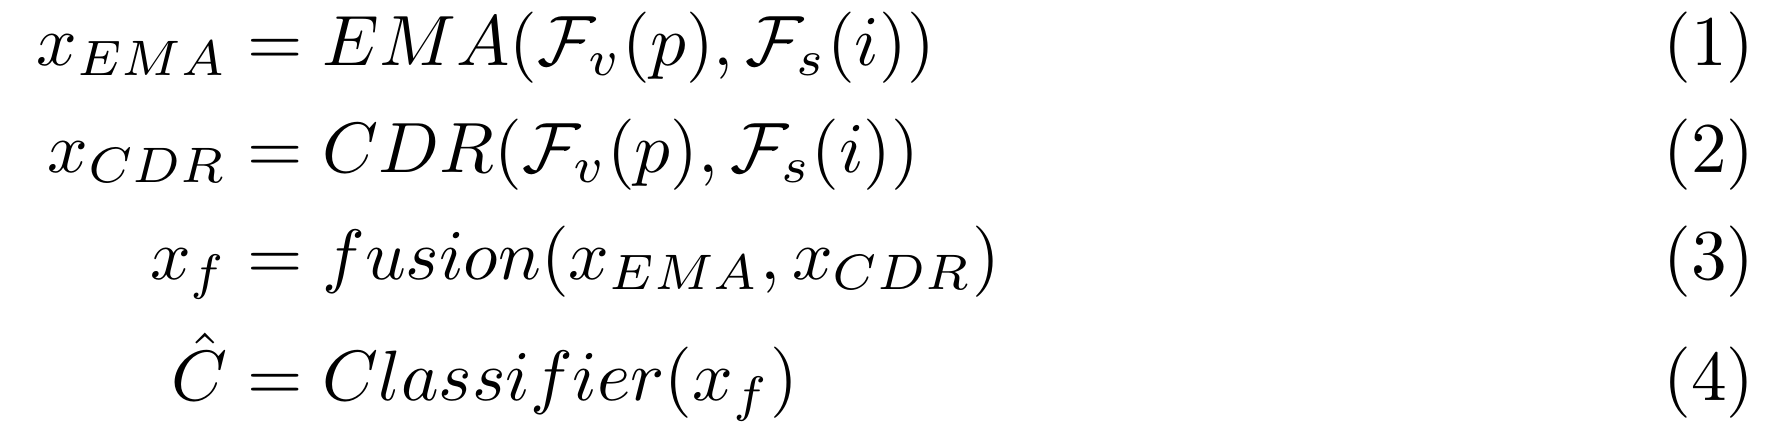 x_{EMA} = EMA(\mathcal{F}_v(p), \mathcal{F}_s(i)) (1)
x_{CDR} = CDR(\mathcal{F}_v(p), \mathcal{F}_s(i)) (2)
x_f = fusion(x_{EMA}, x_{CDR}) (3)
\hat{C} = Classifier(x_f) (4)